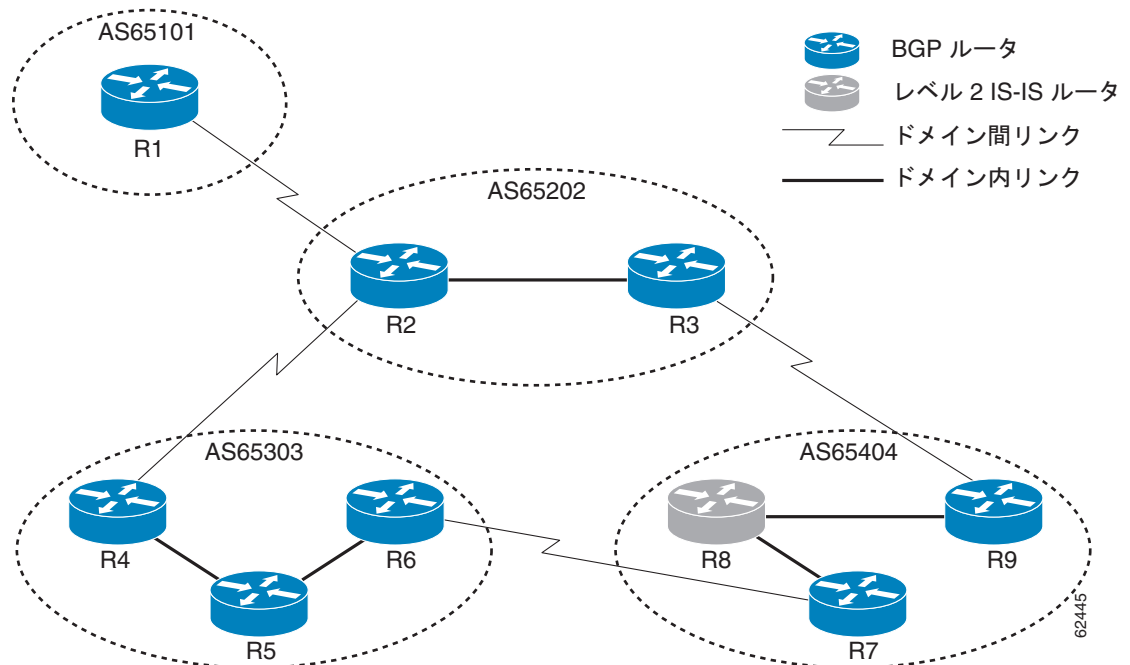 AS65101
R1
BGP ルータ
レベル 2 IS-IS ルータ
ドメイン間リンク
ドメイン内リンク
AS65202
R2
R3
AS65303
R4
R6
R5
AS65404
R8
R9
R7
62445